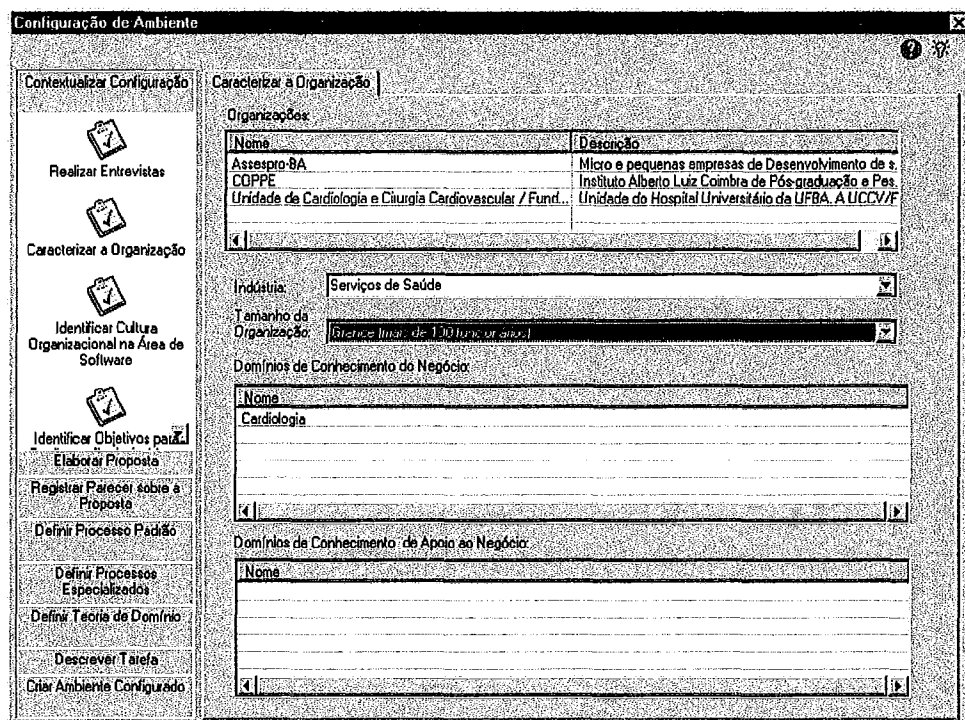 Configuração de Ambiente
Contextualizar Configuração
Realizar Entrevistas
Caracterizar a Organização
Identificar Cultura
Organizacional na Área de
Software
Identificar Objetivos para
Elaborar Proposta
Registrar Parecer sobre a
Proposta
Definir Processo Padrão
Definir Processos
Especializados
Definir Teoria de Domínio
Descrever Tarefa
Criar Ambiente Configurado
Caracterizar a Organização
Organizações:
Nome Descrição
Assespro-BA Micro e pequenas empresas de Desenvolvimento de s.
COPPE Instituto Alberto Luiz Coimbra de Pós-graduação e Pes.
Unidade de Cardiologia e Cirurgia Cardiovascular / Fund... Unidade do Hospital Universitário da UFBA. A UCCV/F
Indústria: Serviços de Saúde
Tamanho da
Organização: Grande (mais de 100 funcionários)
Domínios de Conhecimento do Negócio:
Nome
Cardiologia
Domínios de Conhecimento de Apoio ao Negócio:
Nome